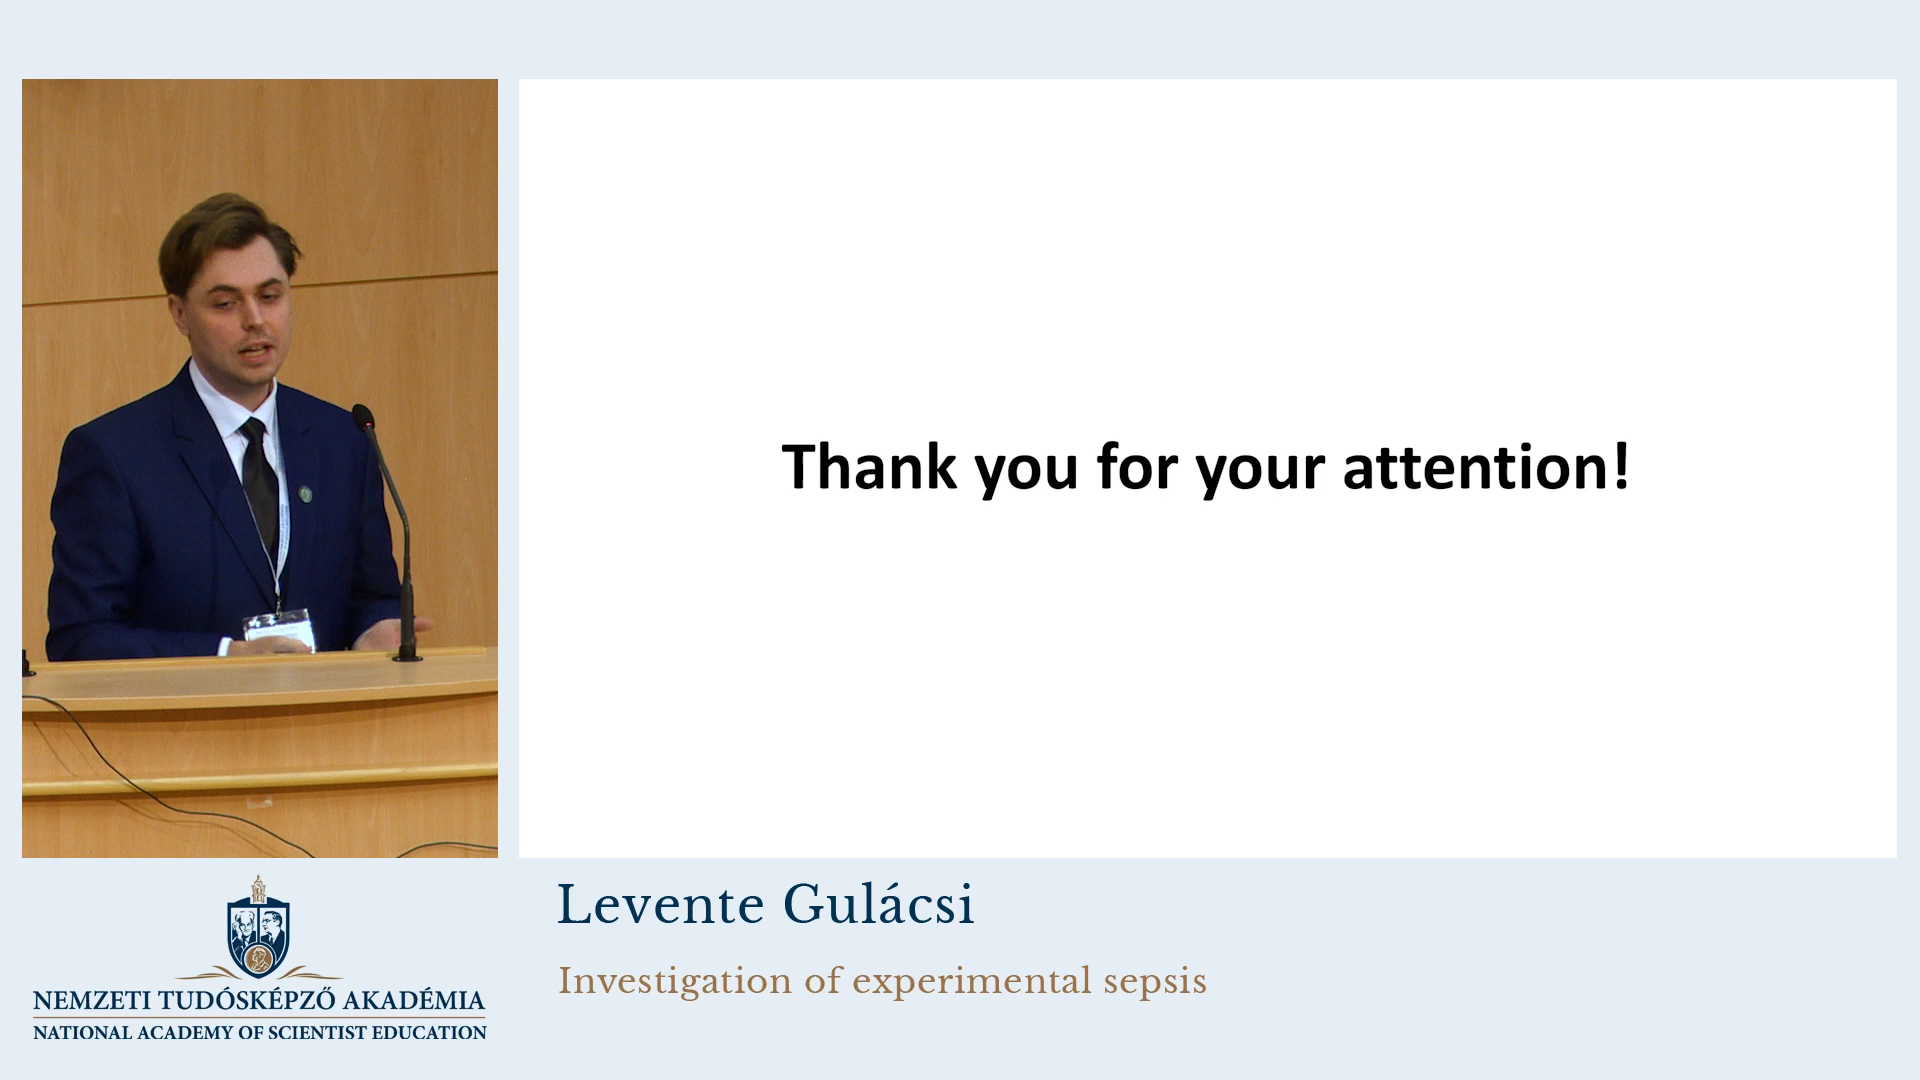 Thank you for your attention!
Levente Gulácsi
Investigation of experimental sepsis
NEMZETI TUDÓSKÉPZŐ AKADÉMIA
NATIONAL ACADEMY OF SCIENTIST EDUCATION